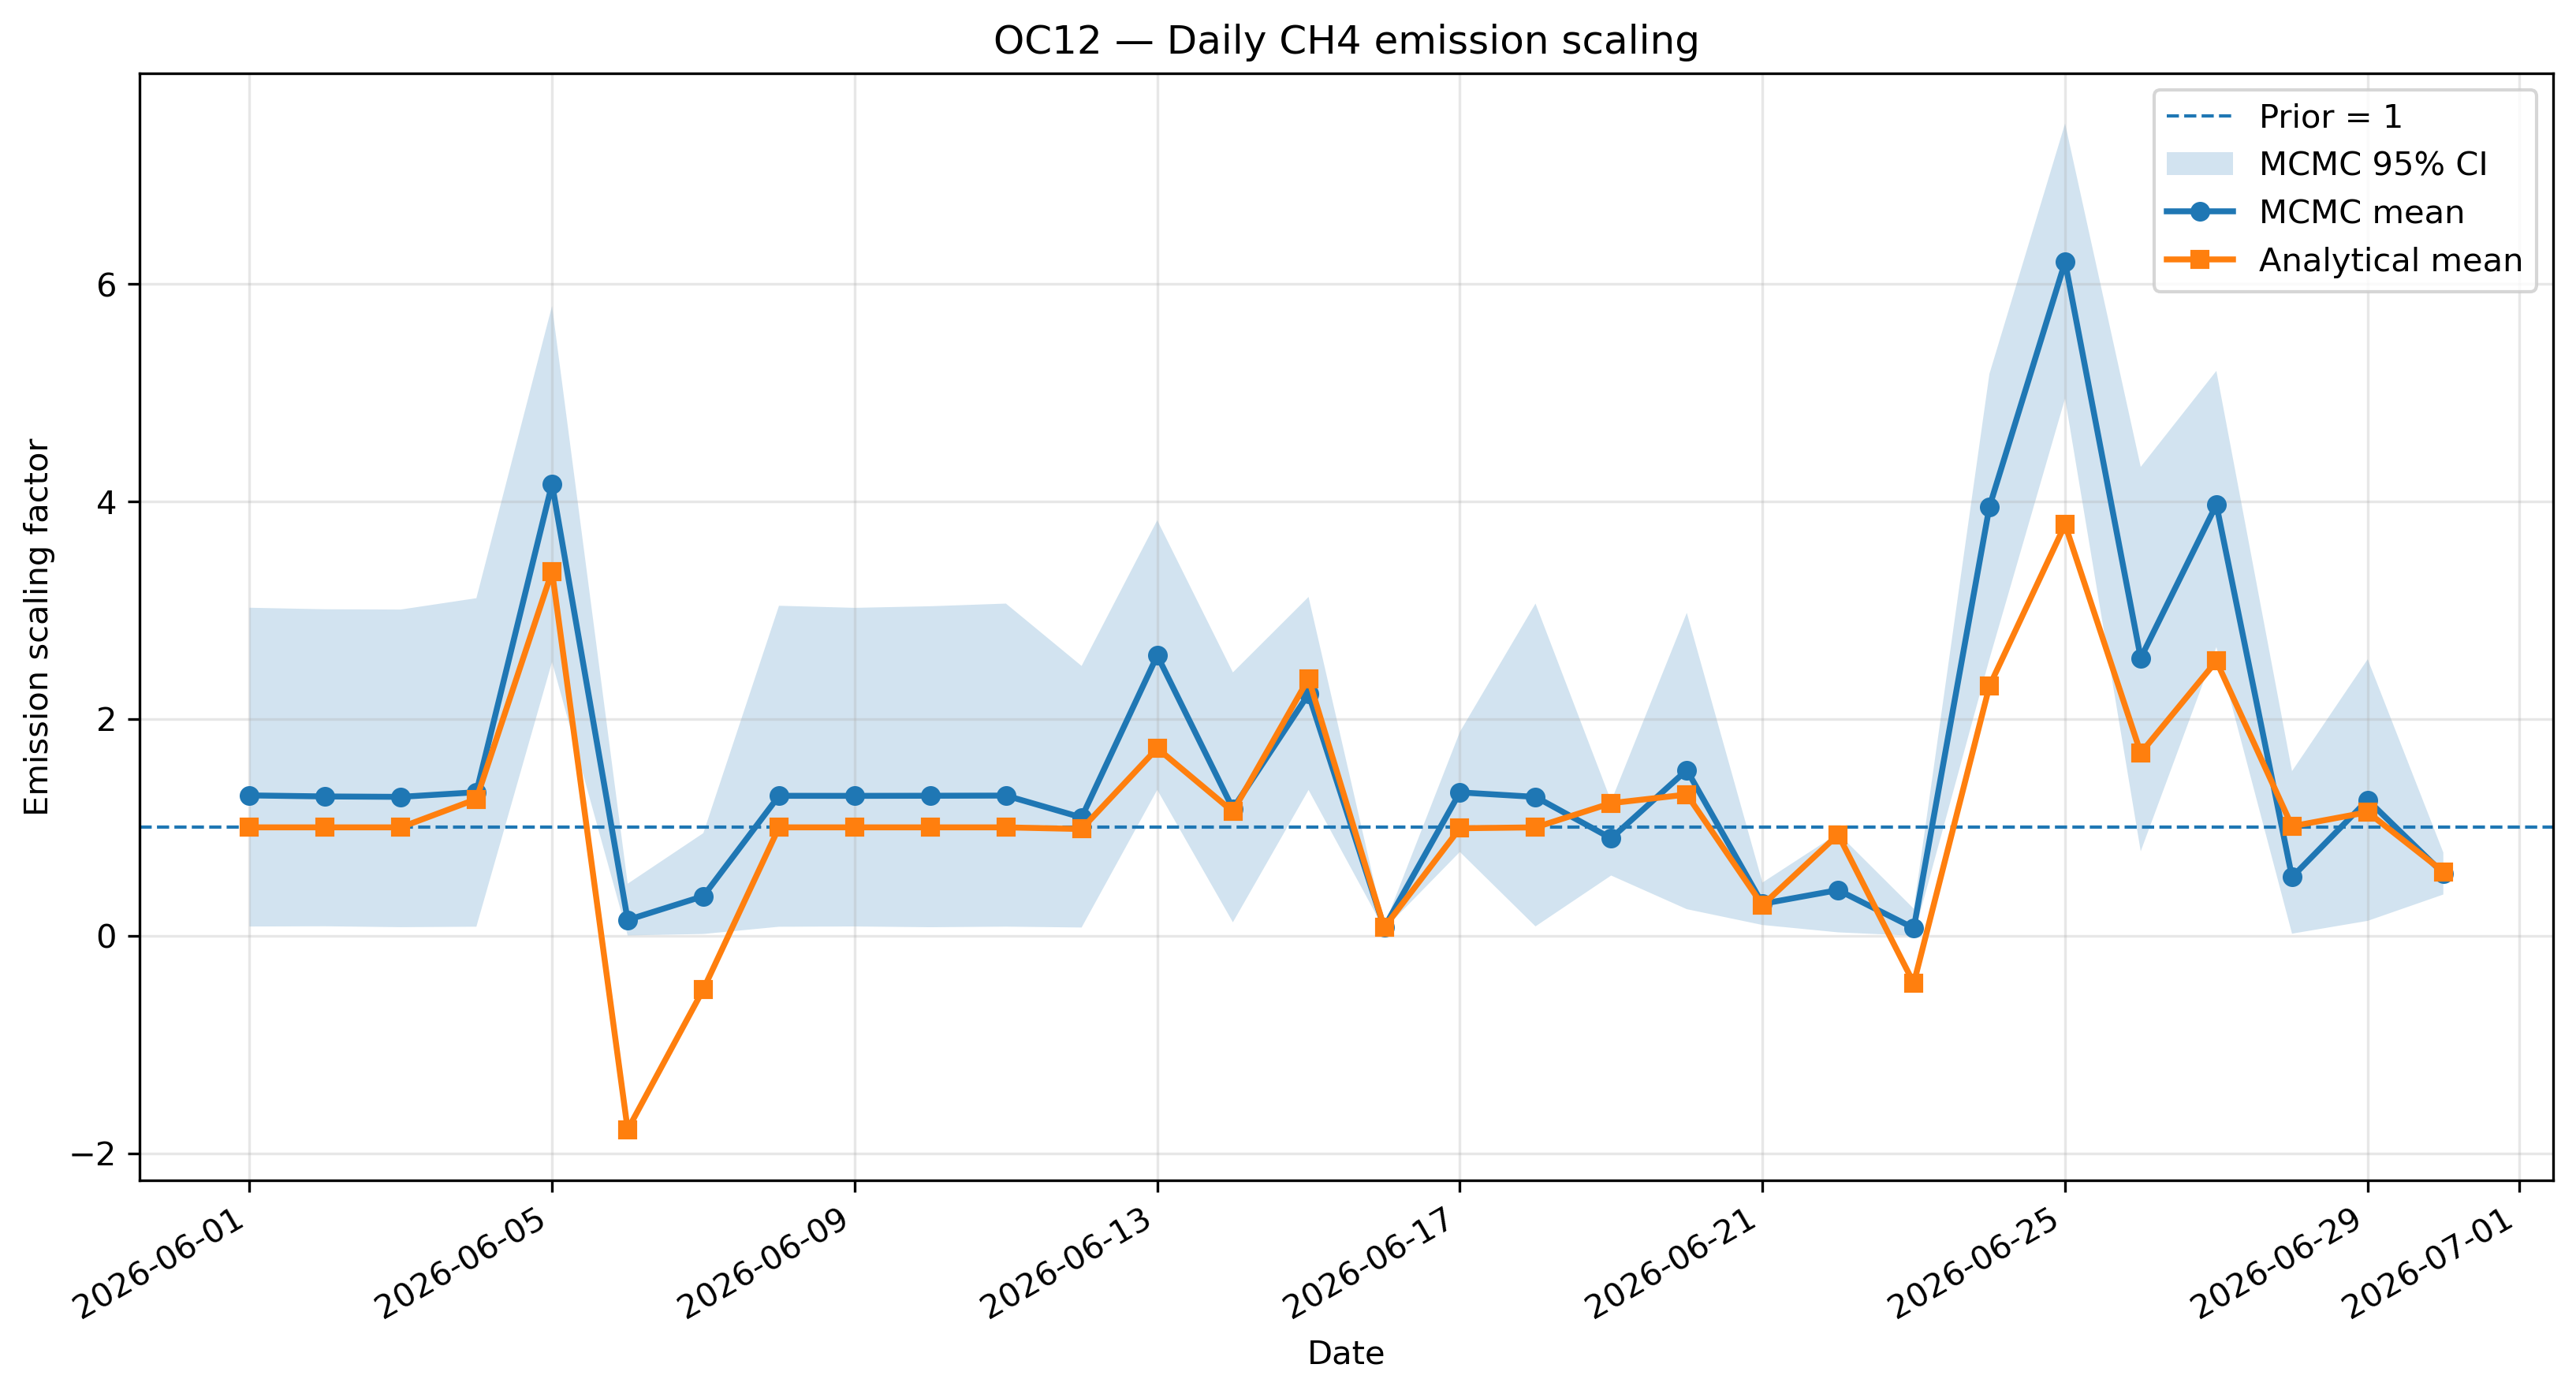 OC12 — Daily CH4 emission scaling
Prior = 1
MCMC 95% CI
MCMC mean
Analytical mean
Emission scaling factor
6
4
2
0
−2
2026-06-01
2026-06-05
2026-06-09
2026-06-13
2026-06-17
2026-06-21
2026-06-25
2026-06-29
2026-07-01
Date